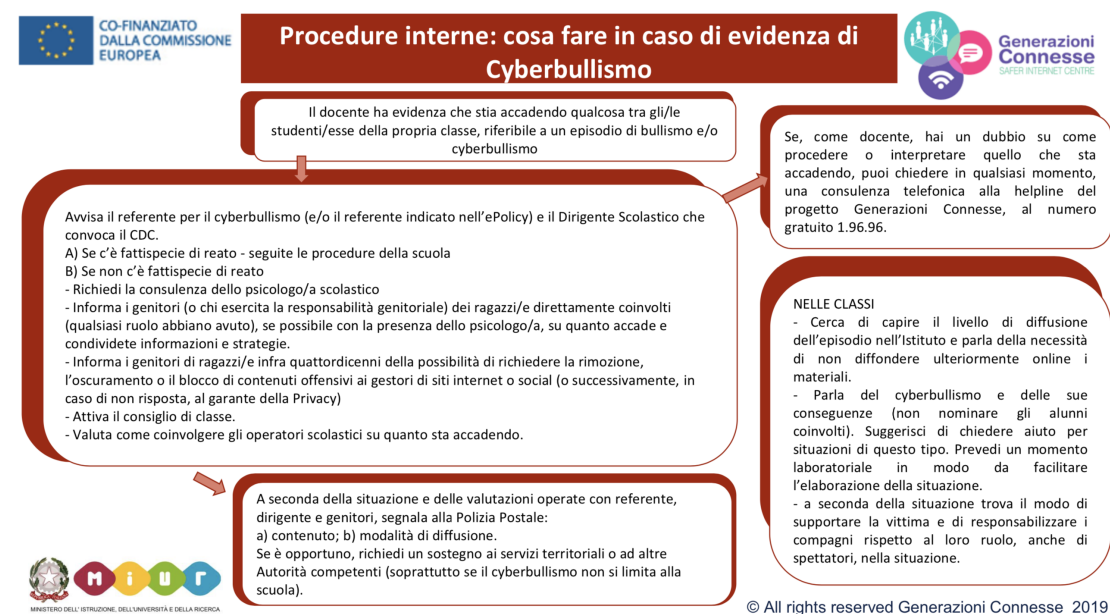 CO-FINANZIATO
DALLA COMMISSIONE
EUROPEA
Procedure interne: cosa fare in caso di evidenza di
Cyberbullismo
Generazioni
Connesse
SAFER INTERNET CENTRE
Il docente ha evidenza che stia accadendo qualcosa tra gli/le
studenti/esse della propria classe, riferibile a un episodio di bullismo e/o
cyberbullismo
Se, come docente, hai un dubbio su come
procedere o interpretare quello che sta
accadendo, puoi chiedere in qualsiasi momento,
una consulenza telefonica alla helpline del
progetto Generazioni Connesse, al numero
gratuito 1.96.96.
Avvisa il referente per il cyberbullismo (e/o il referente indicato nell'ePolicy) e il Dirigente Scolastico che
convoca il CDC.
A) Se c'è fattispecie di reato - seguite le procedure della scuola
B) Se non c'è fattispecie di reato
- Richiedi la consulenza dello psicologo/a scolastico
- Informa i genitori (o chi esercita la responsabilità genitoriale) dei ragazzi/e direttamente coinvolti
(qualsiasi ruolo abbiano avuto), se possibile con la presenza dello psicologo/a, su quanto accade e
condividete informazioni e strategie.
- Informa i genitori di ragazzi/e infra quattordicenni della possibilità di richiedere la rimozione,
l'oscuramento o il blocco di contenuti offensivi ai gestori di siti internet o social (o successivamente, in
caso di non risposta, al garante della Privacy)
- Attiva il consiglio di classe.
- Valuta come coinvolgere gli operatori scolastici su quanto sta accadendo.
NELLE CLASSI
- Cerca di capire il livello di diffusione
dell'episodio nell'Istituto e parla della necessità
di non diffondere ulteriormente online i
materiali.
- Parla del cyberbullismo e delle sue
conseguenze (non nominare gli alunni
coinvolti). Suggerisci di chiedere aiuto per
situazioni di questo tipo. Prevedi un momento
laboratoriale in modo da facilitare
l'elaborazione della situazione.
- a seconda della situazione trova il modo di
supportare la vittima e di responsabilizzare i
compagni rispetto al loro ruolo, anche di
spettatori, nella situazione.
A seconda della situazione e delle valutazioni operate con referente,
dirigente e genitori, segnala alla Polizia Postale:
a) contenuto; b) modalità di diffusione.
Se è opportuno, richiedi un sostegno ai servizi territoriali o ad altre
Autorità competenti (soprattutto se il cyberbullismo non si limita alla
scuola).
miur
MINISTERO DELL' ISTRUZIONE, DELL'UNIVERSITÀ E DELLA RICERCA
© All rights reserved Generazioni Connesse 2019